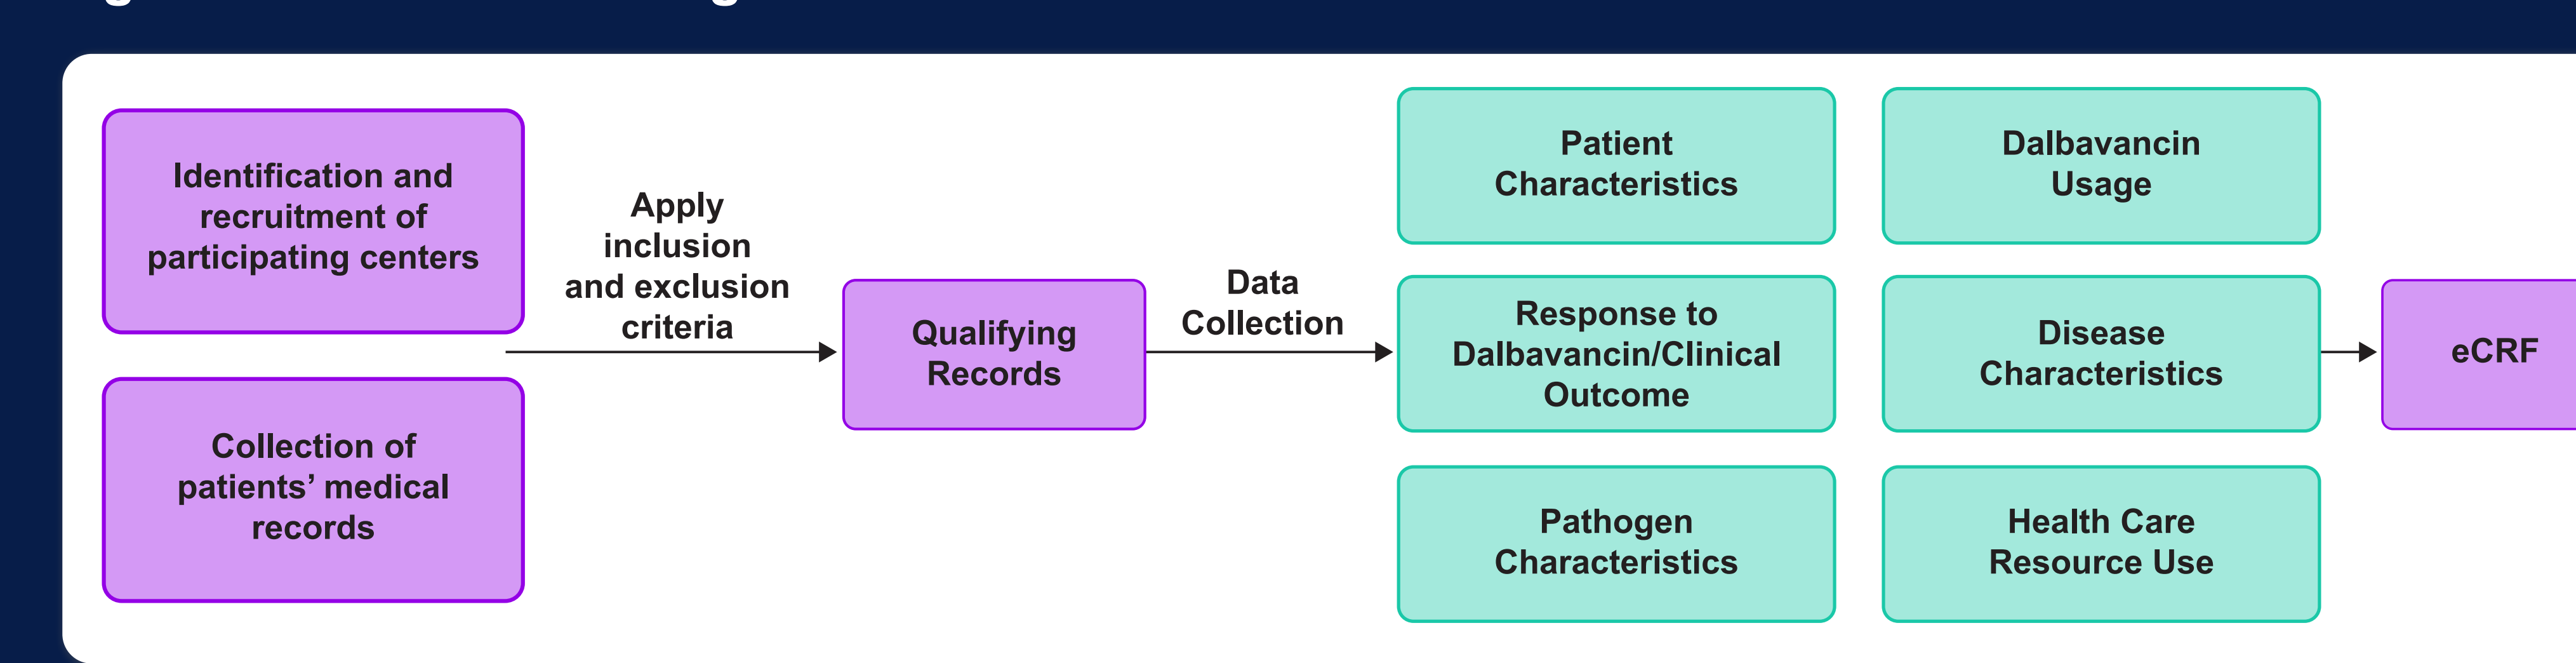 Identification and
recruitment of
participating centers
Collection of
patients’ medical
records
Apply
inclusion
and exclusion
criteria
Qualifying
Records
Data
Collection
Patient
Characteristics
Dalbavancin
Usage
Response to
Dalbavancin/Clinical
Outcome
Disease
Characteristics
Pathogen
Characteristics
Health Care
Resource Use
eCRF